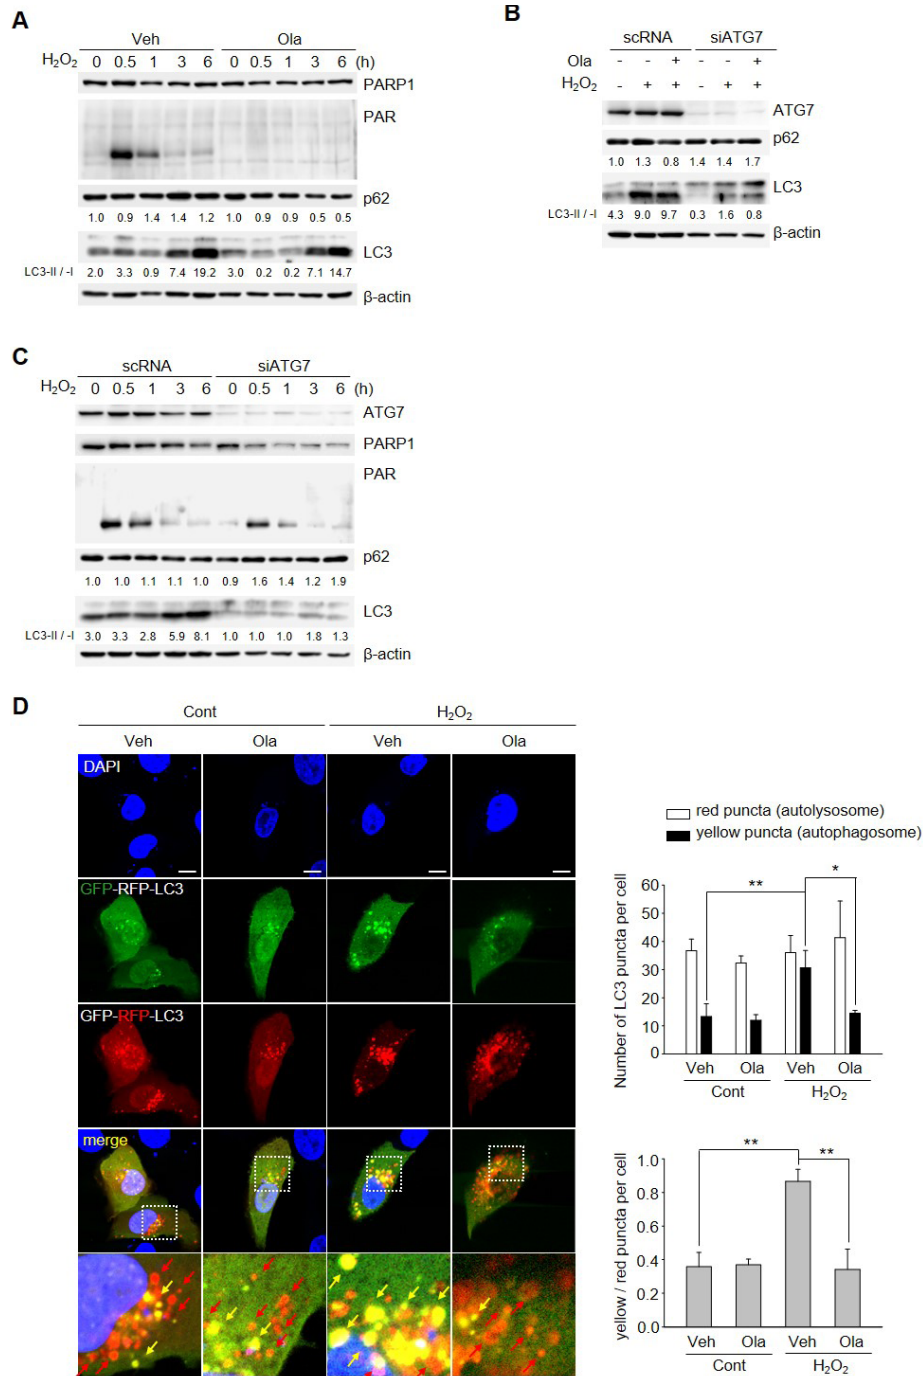 A
Veh Ola
H₂O₂ 0 0.5 1 3 6 0 0.5 1 3 6 (h)
PARP1
PAR
p62
1.0 0.9 1.4 1.4 1.2 1.0 0.9 0.9 0.5 0.5
LC3
LC3-II / -I 2.0 3.3 0.9 7.4 19.2 3.0 0.2 0.2 7.1 14.7
β-actin
B
scRNA siATG7
Ola - - + - - +
H₂O₂ - + + - + +
ATG7
p62
1.0 1.3 0.8 1.4 1.4 1.7
LC3
LC3-II / -I 4.3 9.0 9.7 0.3 1.6 0.8
β-actin
C
scRNA siATG7
H₂O₂ 0 0.5 1 3 6 0 0.5 1 3 6 (h)
ATG7
PARP1
PAR
p62
1.0 1.0 1.1 1.1 1.0 0.9 1.6 1.4 1.2 1.9
LC3
LC3-II / -I 3.0 3.3 2.8 5.9 8.1 1.0 1.0 1.0 1.8 1.3
β-actin
D
Cont H₂O₂
Veh Ola Veh Ola
DAPI
GFP-RFP-LC3
GFP-RFP-LC3
merge
red puncta (autolysosome)
yellow puncta (autophagosome)
Number of LC3 puncta per cell
60
50
40
30
20
10
0
** *
Veh Ola Veh Ola
Cont H₂O₂
yellow / red puncta per cell
1.0
0.8
0.6
0.4
0.2
0.0
** **
Veh Ola Veh Ola
Cont H₂O₂